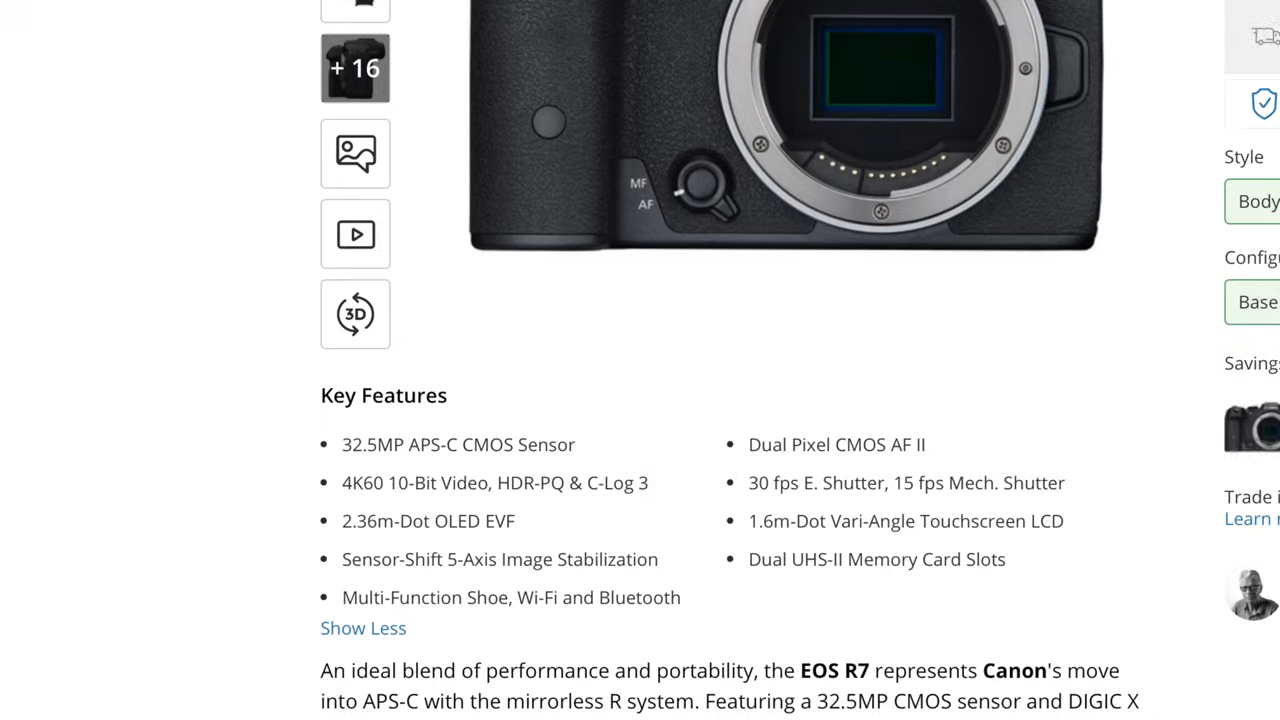 + 16
MF
AF
3D
Style
Body
Config
Base
Savings
Trade i
Learn
Key Features
• 32.5MP APS-C CMOS Sensor
• 4K60 10-Bit Video, HDR-PQ & C-Log 3
• 2.36m-Dot OLED EVF
• Sensor-Shift 5-Axis Image Stabilization
• Multi-Function Shoe, Wi-Fi and Bluetooth
• Dual Pixel CMOS AF II
• 30 fps E. Shutter, 15 fps Mech. Shutter
• 1.6m-Dot Vari-Angle Touchscreen LCD
• Dual UHS-II Memory Card Slots
Show Less
An ideal blend of performance and portability, the EOS R7 represents Canon's move
into APS-C with the mirrorless R system. Featuring a 32.5MP CMOS sensor and DIGIC X